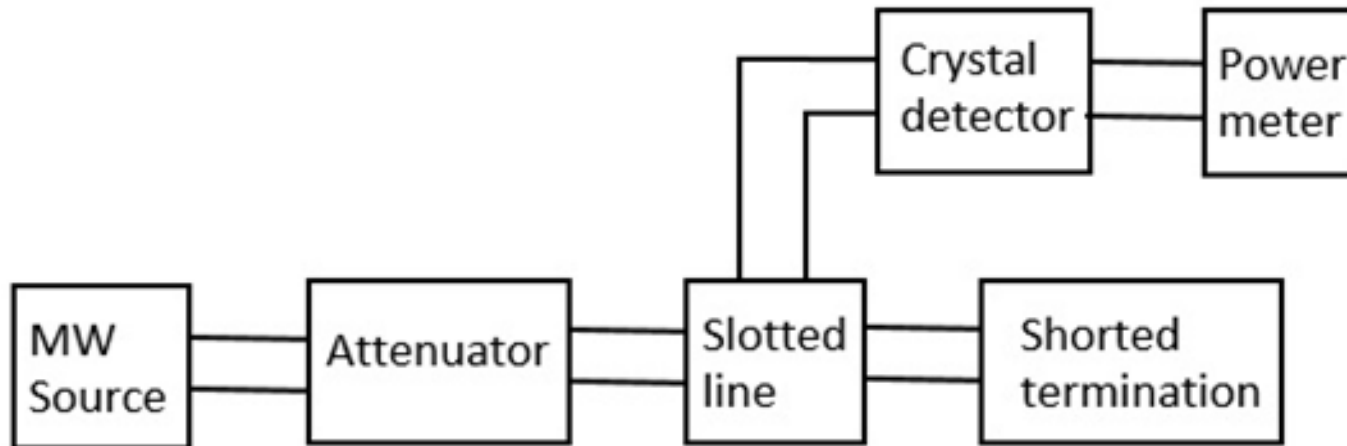 Crystal
detector
Power
meter
MW
Source
Attenuator
Slotted
line
Shorted
termination